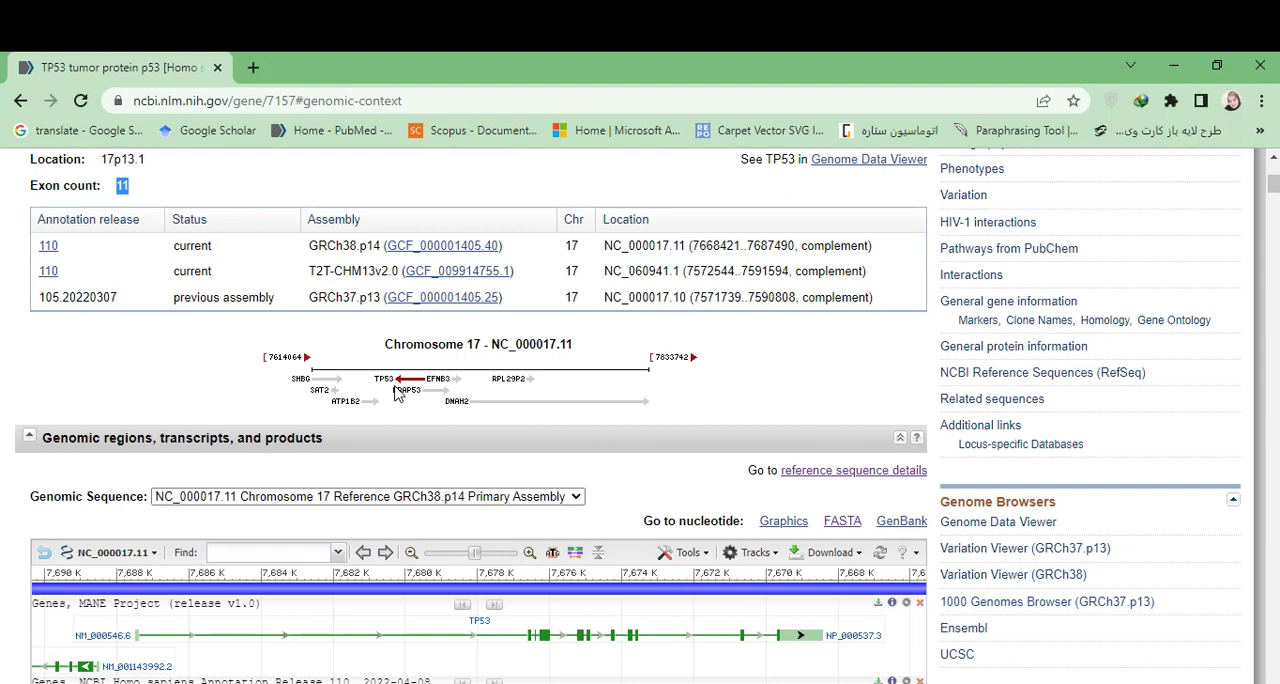 TP53 tumor protein p53 [Homo s
ncbi.nlm.nih.gov/gene/7157#genomic-context
translate - Google S... Google Scholar Home - PubMed -... Scopus - Document... Home | Microsoft A... Carpet Vector SVG I... اتوماسیون ستاره Paraphrasing Tool |... طرح لایه باز کارت وی... »
Location: 17p13.1
See TP53 in Genome Data Viewer
Exon count: 11
Annotation release Status Assembly Chr Location
110 current GRCh38.p14 (GCF_000001405.40) 17 NC_000017.11 (7668421..7687490, complement)
110 current T2T-CHM13v2.0 (GCF_009914755.1) 17 NC_060941.1 (7572544..7591594, complement)
105.20220307 previous assembly GRCh37.p13 (GCF_000001405.25) 17 NC_000017.10 (7571739..7590808, complement)
Chromosome 17 - NC_000017.11
[ 7614064 [ 7833742
SHBG TP53 EFNB3 RPL29P2
SAT2
ATP1B2 DNAH2
Genomic regions, transcripts, and products
?
Go to reference sequence details
Genomic Sequence: NC_000017.11 Chromosome 17 Reference GRCh38.p14 Primary Assembly
Go to nucleotide: Graphics FASTA GenBank
NC_000017.11 Find: Tools Tracks Download ?
7,690 K 7,688 K 7,686 K 7,684 K 7,682 K 7,680 K 7,678 K 7,676 K 7,674 K 7,672 K 7,670 K 7,668 K
Genes, MANE Project (release v1.0)
TP53
NM_000546.6 NP_000537.3
NM_001143992.2
Genes, NCBI Homo sapiens Annotation Release 110, 2022-04-08
Phenotypes
Variation
HIV-1 interactions
Pathways from PubChem
Interactions
General gene information
Markers, Clone Names, Homology, Gene Ontology
General protein information
NCBI Reference Sequences (RefSeq)
Related sequences
Additional links
Locus-specific Databases
Genome Browsers
Genome Data Viewer
Variation Viewer (GRCh37.p13)
Variation Viewer (GRCh38)
1000 Genomes Browser (GRCh37.p13)
Ensembl
UCSC